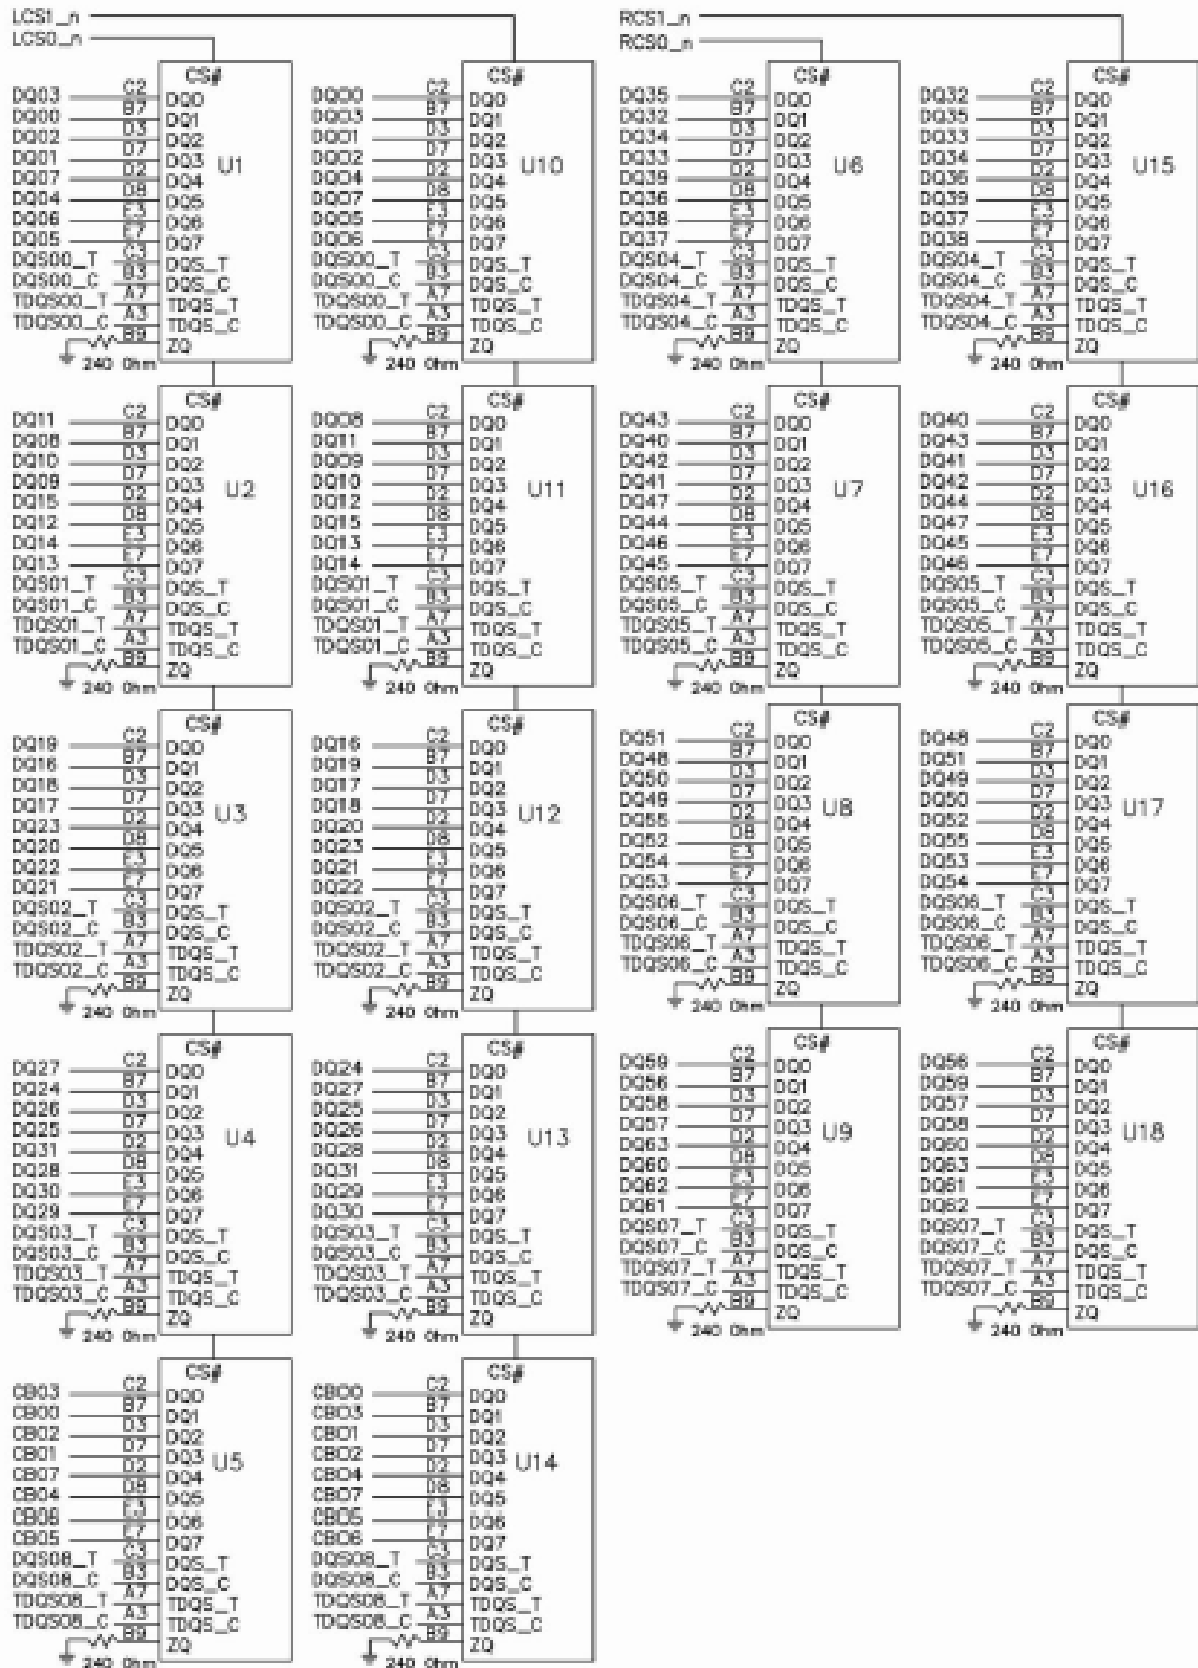 LCS1_n
LCS0_n
CS#
DQ03 C2 DQ0
DQ00 B7 DQ1
DQ02 D3 DQ2
DQ01 D7 DQ3 U1
DQ07 D2 DQ4
DQ04 D8 DQ5
DQ06 DQ6
DQ05 DQ7
DQS00_T C3 DQS_T
DQS00_C B3 DQS_C
TDQS00_T A7 TDQS_T
TDQS00_C A3 TDQS_C
B9 ZQ
240 Ohm
CS#
DQ11 C2 DQ0
DQ08 B7 DQ1
DQ10 D3 DQ2
DQ09 D7 DQ3 U2
DQ15 D2 DQ4
DQ12 D8 DQ5
DQ14 DQ6
DQ13 DQ7
DQS01_T C3 DQS_T
DQS01_C B3 DQS_C
TDQS01_T A7 TDQS_T
TDQS01_C A3 TDQS_C
B9 ZQ
240 Ohm
CS#
DQ19 C2 DQ0
DQ16 B7 DQ1
DQ18 D3 DQ2
DQ17 D7 DQ3 U3
DQ23 D2 DQ4
DQ20 D8 DQ5
DQ22 DQ6
DQ21 DQ7
DQS02_T C3 DQS_T
DQS02_C B3 DQS_C
TDQS02_T A7 TDQS_T
TDQS02_C A3 TDQS_C
B9 ZQ
240 Ohm
CS#
DQ27 C2 DQ0
DQ24 B7 DQ1
DQ26 D3 DQ2
DQ25 D7 DQ3 U4
DQ31 D2 DQ4
DQ28 D8 DQ5
DQ30 DQ6
DQ29 DQ7
DQS03_T C3 DQS_T
DQS03_C B3 DQS_C
TDQS03_T A7 TDQS_T
TDQS03_C A3 TDQS_C
B9 ZQ
240 Ohm
CS#
CB03 C2 DQ0
CB00 B7 DQ1
CB02 D3 DQ2
CB01 D7 DQ3 U5
CB07 D2 DQ4
CB04 D8 DQ5
CB06 DQ6
CB05 DQ7
DQS08_T C3 DQS_T
DQS08_C B3 DQS_C
TDQS08_T A7 TDQS_T
TDQS08_C A3 TDQS_C
B9 ZQ
240 Ohm
CS#
DQ00 C2 DQ0
DQ03 B7 DQ1
DQ01 D3 DQ2
DQ02 D7 DQ3 U10
DQ04 D2 DQ4
DQ07 D8 DQ5
DQ05 DQ6
DQ06 DQ7
DQS00_T C3 DQS_T
DQS00_C B3 DQS_C
TDQS00_T A7 TDQS_T
TDQS00_C A3 TDQS_C
B9 ZQ
240 Ohm
CS#
DQ08 C2 DQ0
DQ11 B7 DQ1
DQ09 D3 DQ2
DQ10 D7 DQ3 U11
DQ12 D2 DQ4
DQ15 D8 DQ5
DQ13 DQ6
DQ14 DQ7
DQS01_T C3 DQS_T
DQS01_C B3 DQS_C
TDQS01_T A7 TDQS_T
TDQS01_C A3 TDQS_C
B9 ZQ
240 Ohm
CS#
DQ16 C2 DQ0
DQ19 B7 DQ1
DQ17 D3 DQ2
DQ18 D7 DQ3 U12
DQ20 D2 DQ4
DQ23 D8 DQ5
DQ21 DQ6
DQ22 DQ7
DQS02_T C3 DQS_T
DQS02_C B3 DQS_C
TDQS02_T A7 TDQS_T
TDQS02_C A3 TDQS_C
B9 ZQ
240 Ohm
CS#
DQ24 C2 DQ0
DQ27 B7 DQ1
DQ25 D3 DQ2
DQ26 D7 DQ3 U13
DQ28 D2 DQ4
DQ31 D8 DQ5
DQ29 DQ6
DQ30 DQ7
DQS03_T C3 DQS_T
DQS03_C B3 DQS_C
TDQS03_T A7 TDQS_T
TDQS03_C A3 TDQS_C
B9 ZQ
240 Ohm
CS#
CB00 C2 DQ0
CB03 B7 DQ1
CB01 D3 DQ2
CB02 D7 DQ3 U14
CB04 D2 DQ4
CB07 D8 DQ5
CB05 DQ6
CB06 DQ7
DQS08_T C3 DQS_T
DQS08_C B3 DQS_C
TDQS08_T A7 TDQS_T
TDQS08_C A3 TDQS_C
B9 ZQ
240 Ohm
RCS1_n
RCS0_n
CS#
DQ35 C2 DQ0
DQ32 B7 DQ1
DQ34 D3 DQ2
DQ33 D7 DQ3 U6
DQ39 D2 DQ4
DQ36 D8 DQ5
DQ38 DQ6
DQ37 DQ7
DQS04_T C3 DQS_T
DQS04_C B3 DQS_C
TDQS04_T A7 TDQS_T
TDQS04_C A3 TDQS_C
B9 ZQ
240 Ohm
CS#
DQ43 C2 DQ0
DQ40 B7 DQ1
DQ42 D3 DQ2
DQ41 D7 DQ3 U7
DQ47 D2 DQ4
DQ44 D8 DQ5
DQ46 DQ6
DQ45 DQ7
DQS05_T C3 DQS_T
DQS05_C B3 DQS_C
TDQS05_T A7 TDQS_T
TDQS05_C A3 TDQS_C
B9 ZQ
240 Ohm
CS#
DQ51 C2 DQ0
DQ48 B7 DQ1
DQ50 D3 DQ2
DQ49 D7 DQ3 U8
DQ55 D2 DQ4
DQ52 D8 DQ5
DQ54 DQ6
DQ53 DQ7
DQS06_T C3 DQS_T
DQS06_C B3 DQS_C
TDQS06_T A7 TDQS_T
TDQS06_C A3 TDQS_C
B9 ZQ
240 Ohm
CS#
DQ59 C2 DQ0
DQ56 B7 DQ1
DQ58 D3 DQ2
DQ57 D7 DQ3 U9
DQ63 D2 DQ4
DQ60 D8 DQ5
DQ62 DQ6
DQ61 DQ7
DQS07_T C3 DQS_T
DQS07_C B3 DQS_C
TDQS07_T A7 TDQS_T
TDQS07_C A3 TDQS_C
B9 ZQ
240 Ohm
CS#
DQ32 C2 DQ0
DQ35 B7 DQ1
DQ33 D3 DQ2
DQ34 D7 DQ3 U15
DQ36 D2 DQ4
DQ39 D8 DQ5
DQ37 DQ6
DQ38 DQ7
DQS04_T C3 DQS_T
DQS04_C B3 DQS_C
TDQS04_T A7 TDQS_T
TDQS04_C A3 TDQS_C
B9 ZQ
240 Ohm
CS#
DQ40 C2 DQ0
DQ43 B7 DQ1
DQ41 D3 DQ2
DQ42 D7 DQ3 U16
DQ44 D2 DQ4
DQ47 D8 DQ5
DQ45 DQ6
DQ46 DQ7
DQS05_T C3 DQS_T
DQS05_C B3 DQS_C
TDQS05_T A7 TDQS_T
TDQS05_C A3 TDQS_C
B9 ZQ
240 Ohm
CS#
DQ48 C2 DQ0
DQ51 B7 DQ1
DQ49 D3 DQ2
DQ50 D7 DQ3 U17
DQ52 D2 DQ4
DQ55 D8 DQ5
DQ53 DQ6
DQ54 DQ7
DQS06_T C3 DQS_T
DQS06_C B3 DQS_C
TDQS06_T A7 TDQS_T
TDQS06_C A3 TDQS_C
B9 ZQ
240 Ohm
CS#
DQ56 C2 DQ0
DQ59 B7 DQ1
DQ57 D3 DQ2
DQ58 D7 DQ3 U18
DQ60 D2 DQ4
DQ63 D8 DQ5
DQ61 DQ6
DQ62 DQ7
DQS07_T C3 DQS_T
DQS07_C B3 DQS_C
TDQS07_T A7 TDQS_T
TDQS07_C A3 TDQS_C
B9 ZQ
240 Ohm